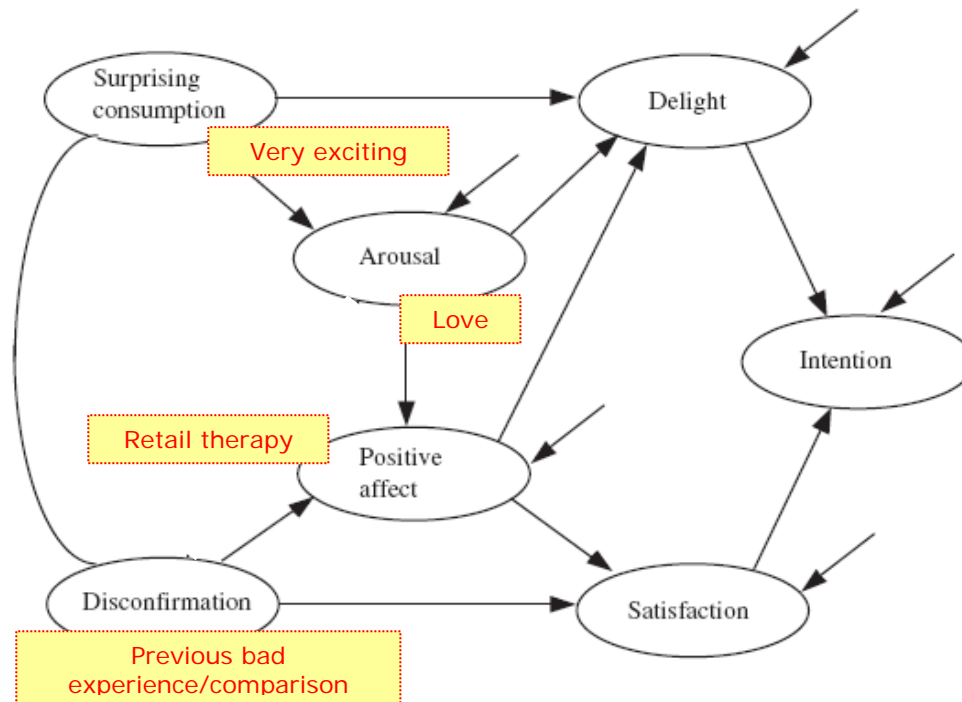 Surprising
consumption
Delight
Very exciting
Arousal
Love
Intention
Retail therapy
Positive
affect
Disconfirmation
Satisfaction
Previous bad
experience/comparison